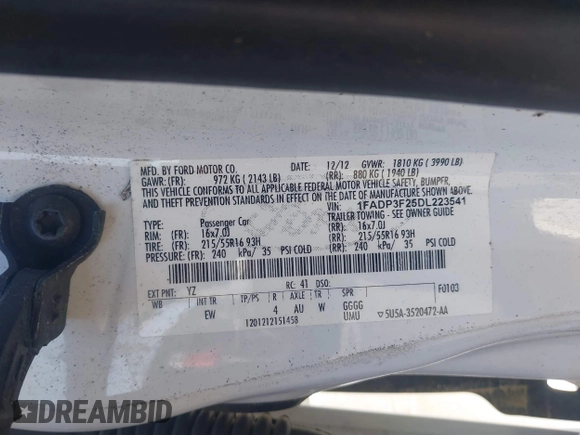 MFD. BY FORD MOTOR CO.
DATE: 12/12 GVWR: 1810 KG ( 3990 LB)
GAWR:(FR): 972 KG ( 2143 LB) (RR): 880 KG ( 1940 LB)
THIS VEHICLE CONFORMS TO ALL APPLICABLE FEDERAL MOTOR VEHICLE SAFETY, BUMPER,
AND THEFT PREVENTION STANDARDS IN EFFECT ON THE DATE OF MANUFACTURE SHOWN ABOVE.
VIN: 1FADP3F25DL223541
TYPE: Passenger Car TRAILER TOWING - SEE OWNER GUIDE
RIM: (FR): 16x7.0J (RR): 16x7.0J
TIRE: (FR): 215/55R16 93H (RR): 215/55R16 93H
PRESSURE:(FR): 240 kPa/ 35 PSI COLD (RR): 240 kPa/ 35 PSI COLD
EXT PNT: YZ RC: 41 DSO: F0103
WB INT TR TP/PS R AXLE TR SPR
EW 4 AU W GGGG
1201212151458 UMU ▽5U5A-3520472-AA
DREAMBID